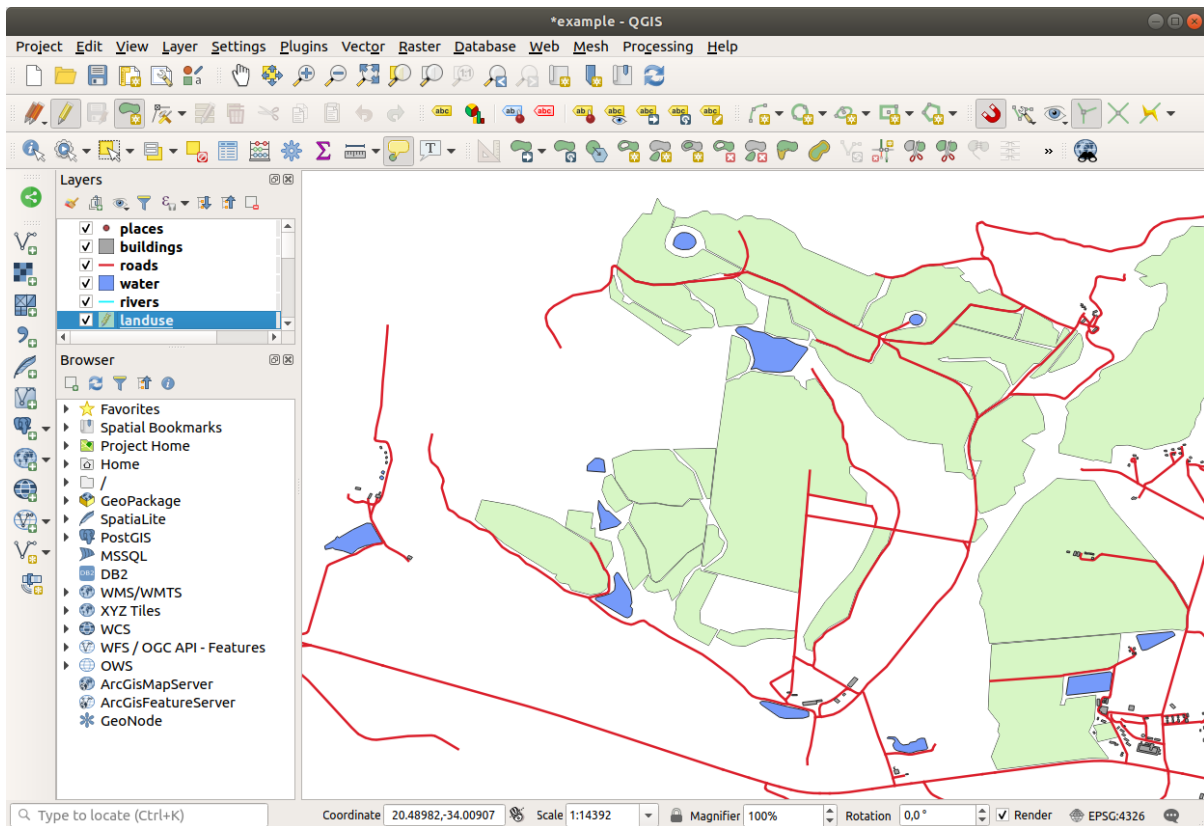 *example - QGIS
Project Edit View Layer Settings Plugins Vector Raster Database Web Mesh Processing Help
Layers
places
buildings
roads
water
rivers
landuse
Browser
Favorites
Spatial Bookmarks
Project Home
Home
/
GeoPackage
SpatiaLite
PostGIS
MSSQL
DB2
WMS/WMTS
XYZ Tiles
WCS
WFS / OGC API - Features
OWS
ArcGisMapServer
ArcGisFeatureServer
GeoNode
Type to locate (Ctrl+K) Coordinate 20.48982,-34.00907 Scale 1:14392 Magnifier 100% Rotation 0,0 ° Render EPSG:4326